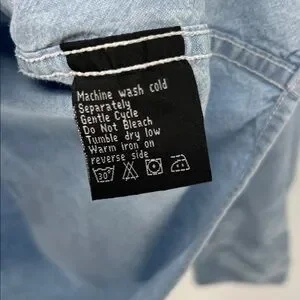 Machine wash cold
Separately
Gentle Cycle
Do Not Bleach
Tumble dry low
Warm iron on
reverse side
30°